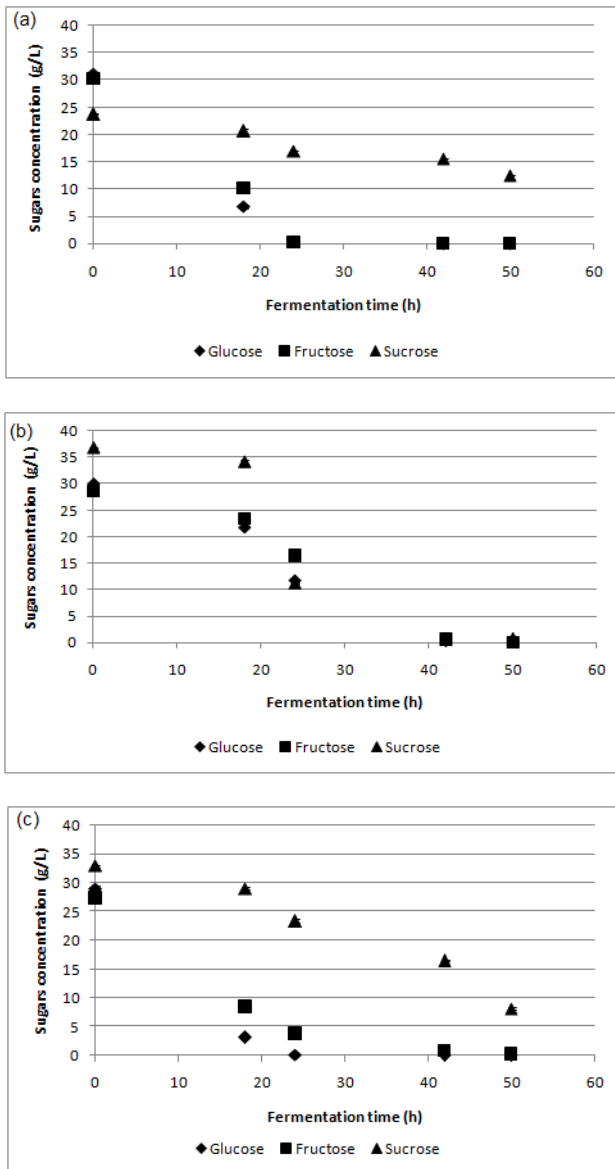 (a)
Sugars concentration (g/L)
40
35
30
25
20
15
10
5
0
0 10 20 30 40 50 60
Fermentation time (h)
Glucose Fructose Sucrose
(b)
Sugars concentration (g/L)
40
35
30
25
20
15
10
5
0
0 10 20 30 40 50 60
Fermentation time (h)
Glucose Fructose Sucrose
(c)
Sugars concentration (g/L)
40
35
30
25
20
15
10
5
0
0 10 20 30 40 50 60
Fermentation time (h)
Glucose Fructose Sucrose